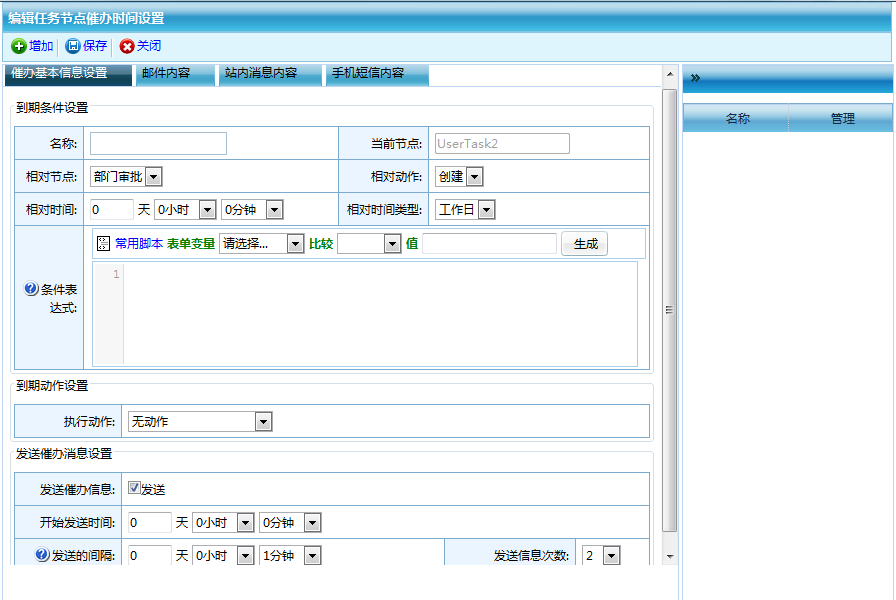 编辑任务节点催办时间设置
增加 保存 关闭
催办基本信息设置 邮件内容 站内消息内容 手机短信内容
»
名称 管理
到期条件设置
名称: 当前节点: UserTask2
相对节点: 部门审批 相对动作: 创建
相对时间: 0 天 0小时 0分钟 相对时间类型: 工作日
常用脚本 表单变量 请选择... 比较 值 生成
条件表
达式:
1
到期动作设置
执行动作: 无动作
发送催办消息设置
发送催办信息: 发送
开始发送时间: 0 天 0小时 0分钟
发送的间隔: 0 天 0小时 1分钟 发送信息次数: 2